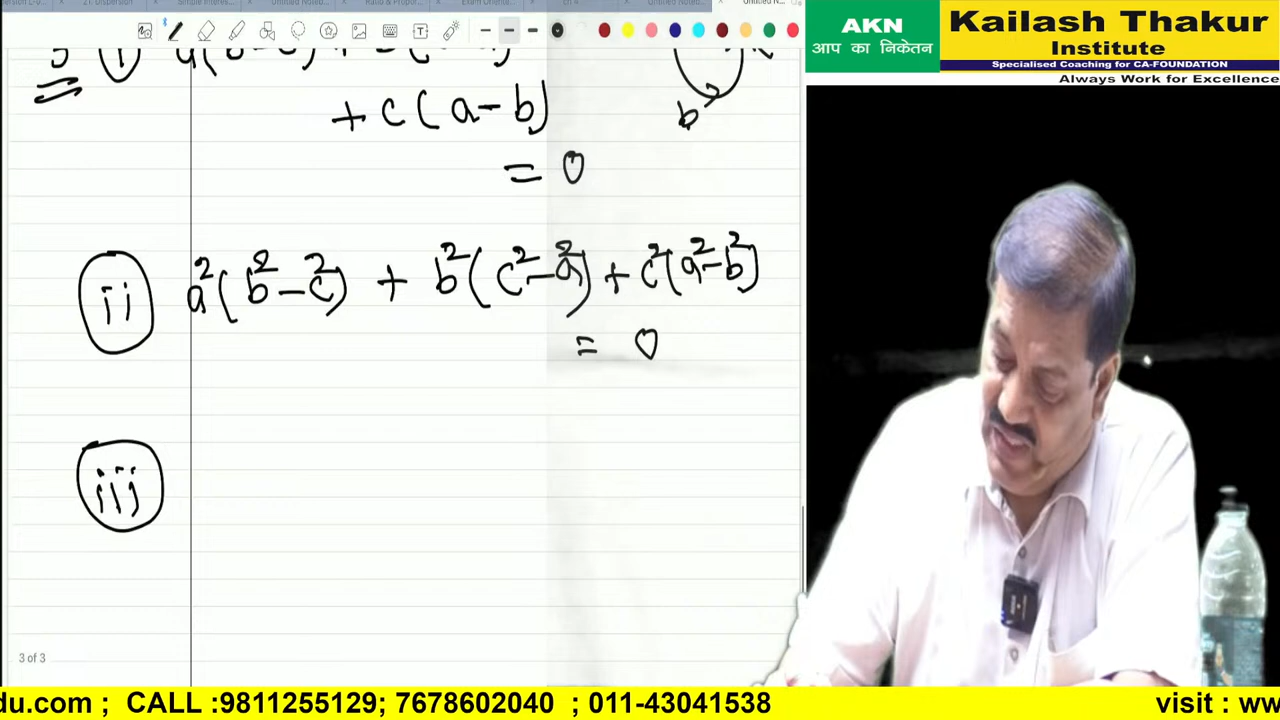 AKN
आप का निकेतन
Kailash Thakur
Institute
Specialised Coaching for CA-FOUNDATION
Always Work for Excellence
+ c(a-b)
= 0
b
ii a²(b²-c²) + b²(c²-a²) + c²(a²-b²)
= 0
iii
3 of 3
du.com ; CALL :9811255129; 7678602040 ; 011-43041538 visit : ww